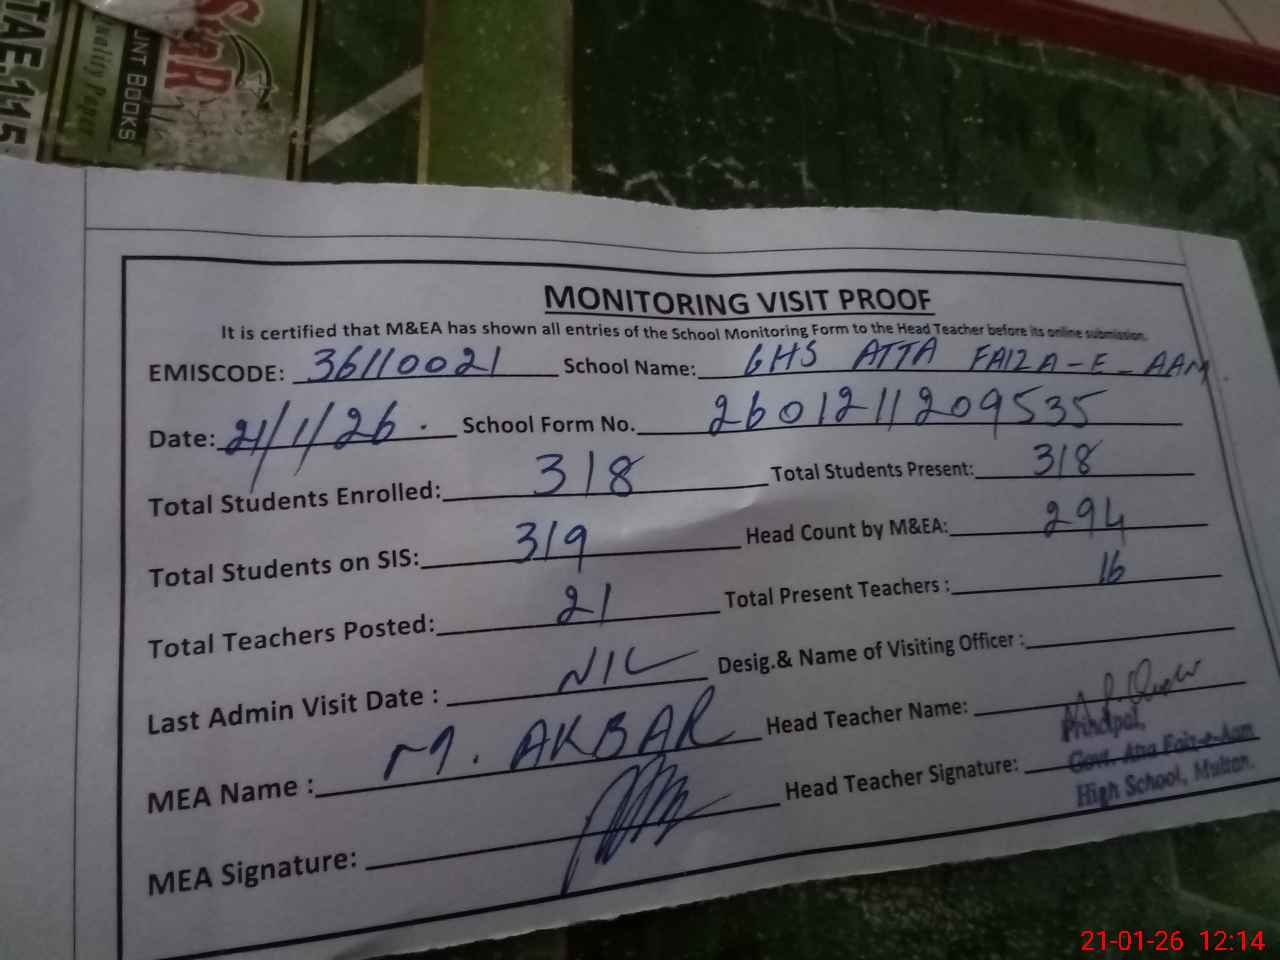 STAR
UNT BOOKS
Quality Paper
TAE.115
MONITORING VISIT PROOF
It is certified that M&EA has shown all entries of the School Monitoring Form to the Head Teacher before its online submission.
EMISCODE: 36110021 School Name: GHS ATTA FAIZA-E-AAM
Date: 21/1/26. School Form No. 2601211209535
Total Students Enrolled: 318 Total Students Present: 318
Total Students on SIS: 319 Head Count by M&EA: 294
Total Teachers Posted: 21 Total Present Teachers : 16
Last Admin Visit Date : NIL Desig.& Name of Visiting Officer :
MEA Name : M. AKBAR Head Teacher Name:
MEA Signature: Head Teacher Signature:
Principal,
Govt. Atta Faiz-e-Aam
High School, Multan.
21-01-26 12:14